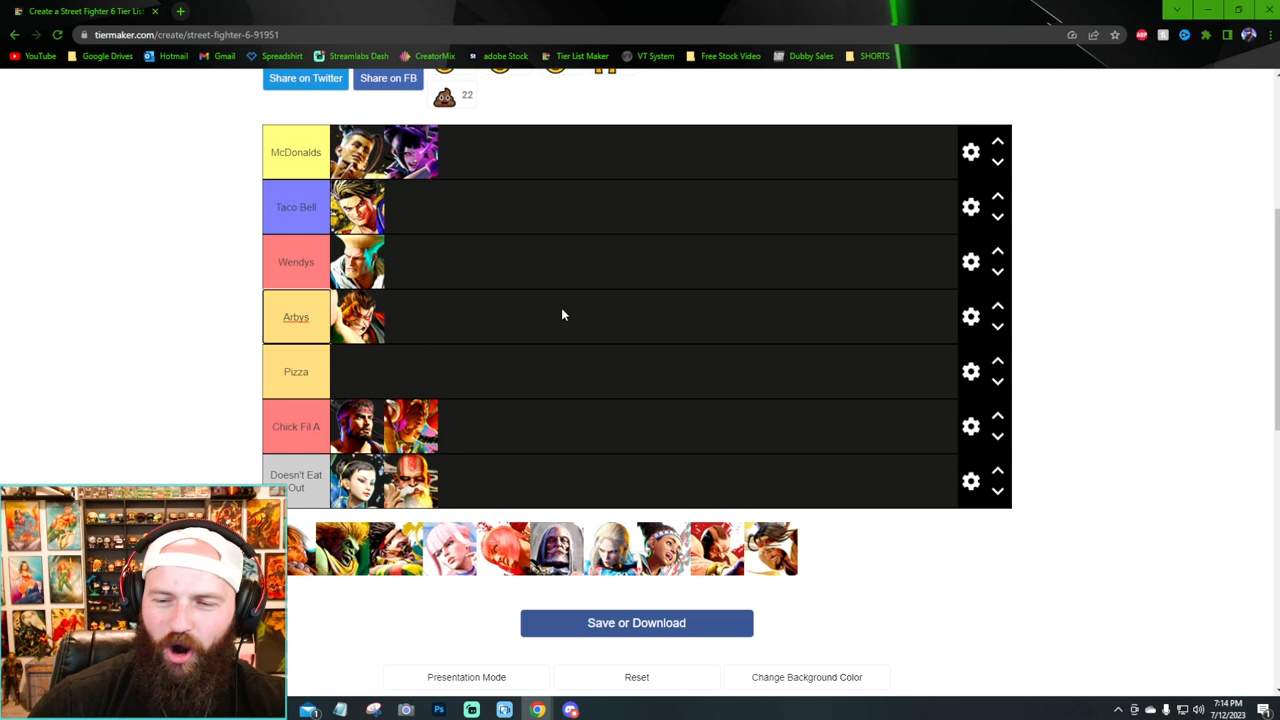 Create a Street Fighter 6 Tier List
tiermaker.com/create/street-fighter-6-91951
YouTube Google Drives Hotmail Gmail Spreadshirt Streamlabs Dash CreatorMix adobe Stock Tier List Maker VT System Free Stock Video Dubby Sales SHORTS
Share on Twitter Share on FB
22
McDonalds
Taco Bell
Wendys
Arbys
Pizza
Chick Fil A
Doesn't Eat
Out
Save or Download
Presentation Mode Reset Change Background Color
7:14 PM
7/12/2023